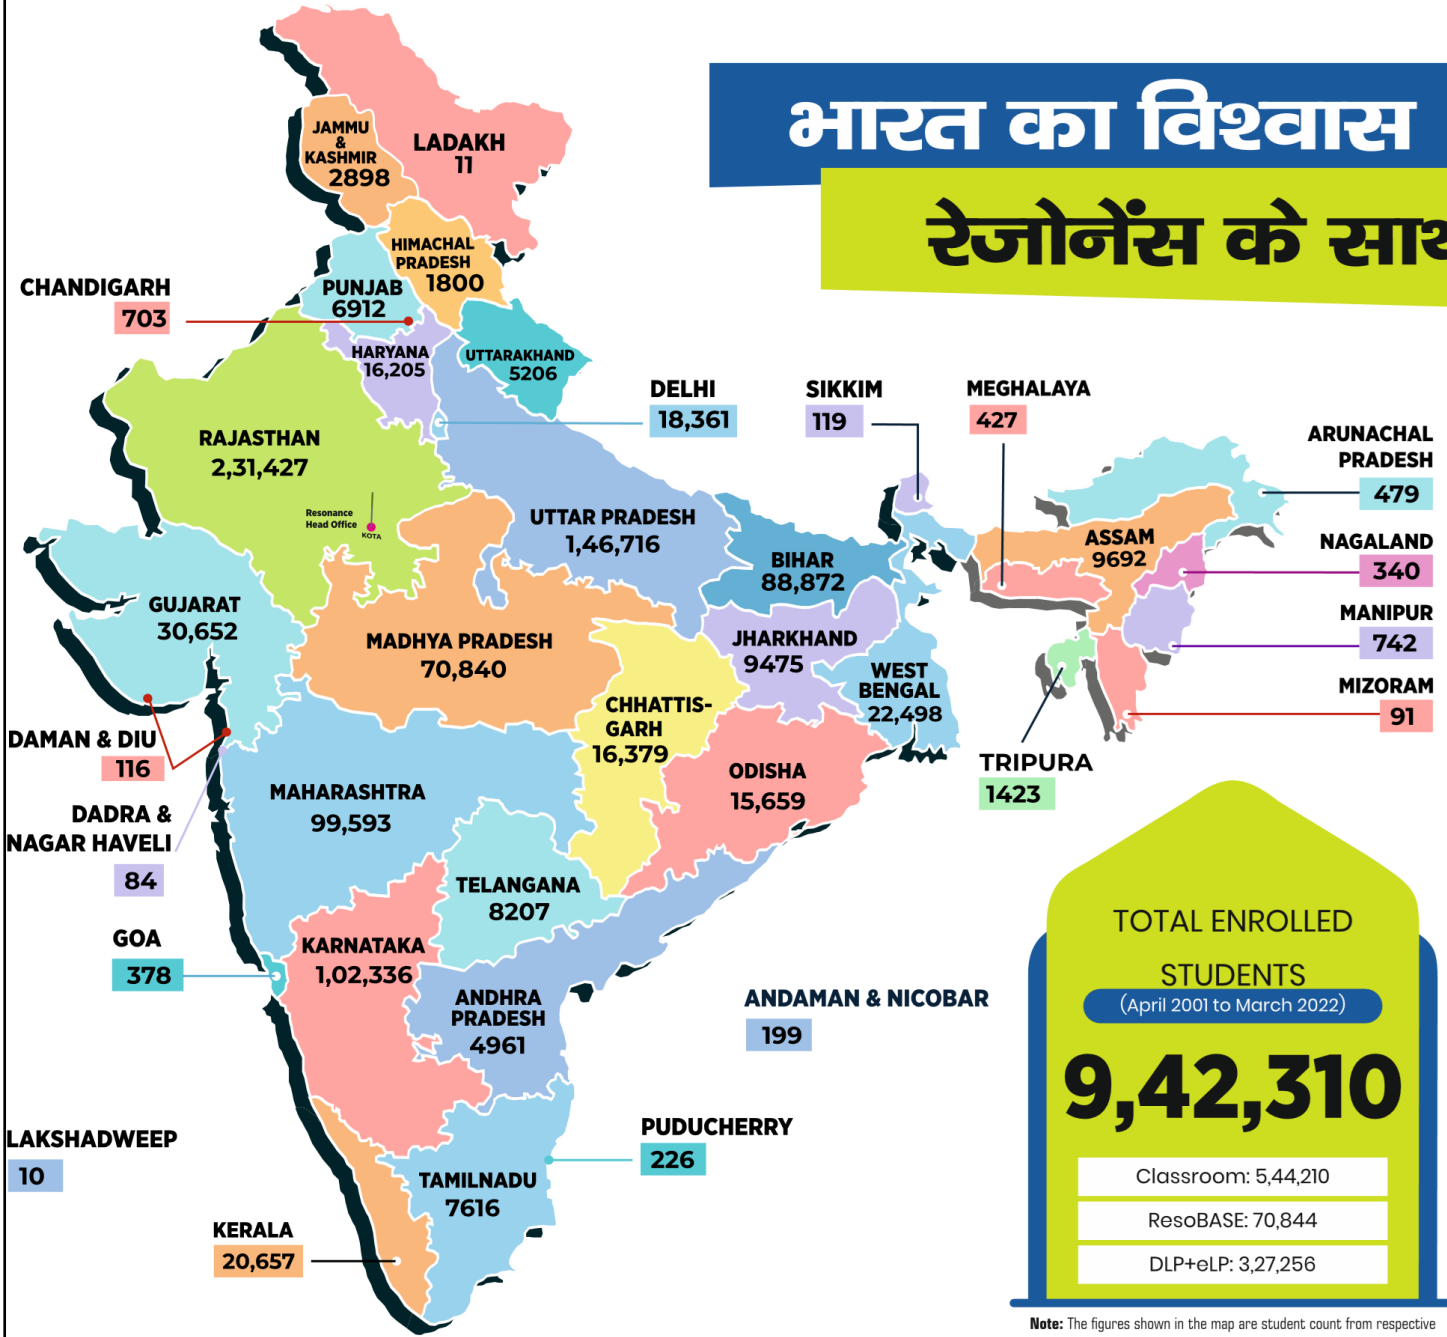 भारत का विश्वास
रेजोनेंस के साथ
JAMMU
&
KASHMIR
2898
LADAKH
11
HIMACHAL
PRADESH
1800
PUNJAB
6912
CHANDIGARH
703
HARYANA
16,205
UTTARAKHAND
5206
DELHI
18,361
SIKKIM
119
MEGHALAYA
427
ARUNACHAL
PRADESH
479
RAJASTHAN
2,31,427
Resonance
Head Office
KOTA
UTTAR PRADESH
1,46,716
BIHAR
88,872
ASSAM
9692
NAGALAND
340
MANIPUR
742
MIZORAM
91
TRIPURA
1423
GUJARAT
30,652
MADHYA PRADESH
70,840
JHARKHAND
9475
WEST
BENGAL
22,498
CHHATTIS-
GARH
16,379
ODISHA
15,659
DAMAN & DIU
116
DADRA &
NAGAR HAVELI
84
MAHARASHTRA
99,593
TELANGANA
8207
GOA
378
KARNATAKA
1,02,336
ANDHRA
PRADESH
4961
ANDAMAN & NICOBAR
199
LAKSHADWEEP
10
PUDUCHERRY
226
TAMILNADU
7616
KERALA
20,657
TOTAL ENROLLED
STUDENTS
(April 2001 to March 2022)
9,42,310
Classroom: 5,44,210
ResoBASE: 70,844
DLP+eLP: 3,27,256
Note: The figures shown in the map are student count from respective